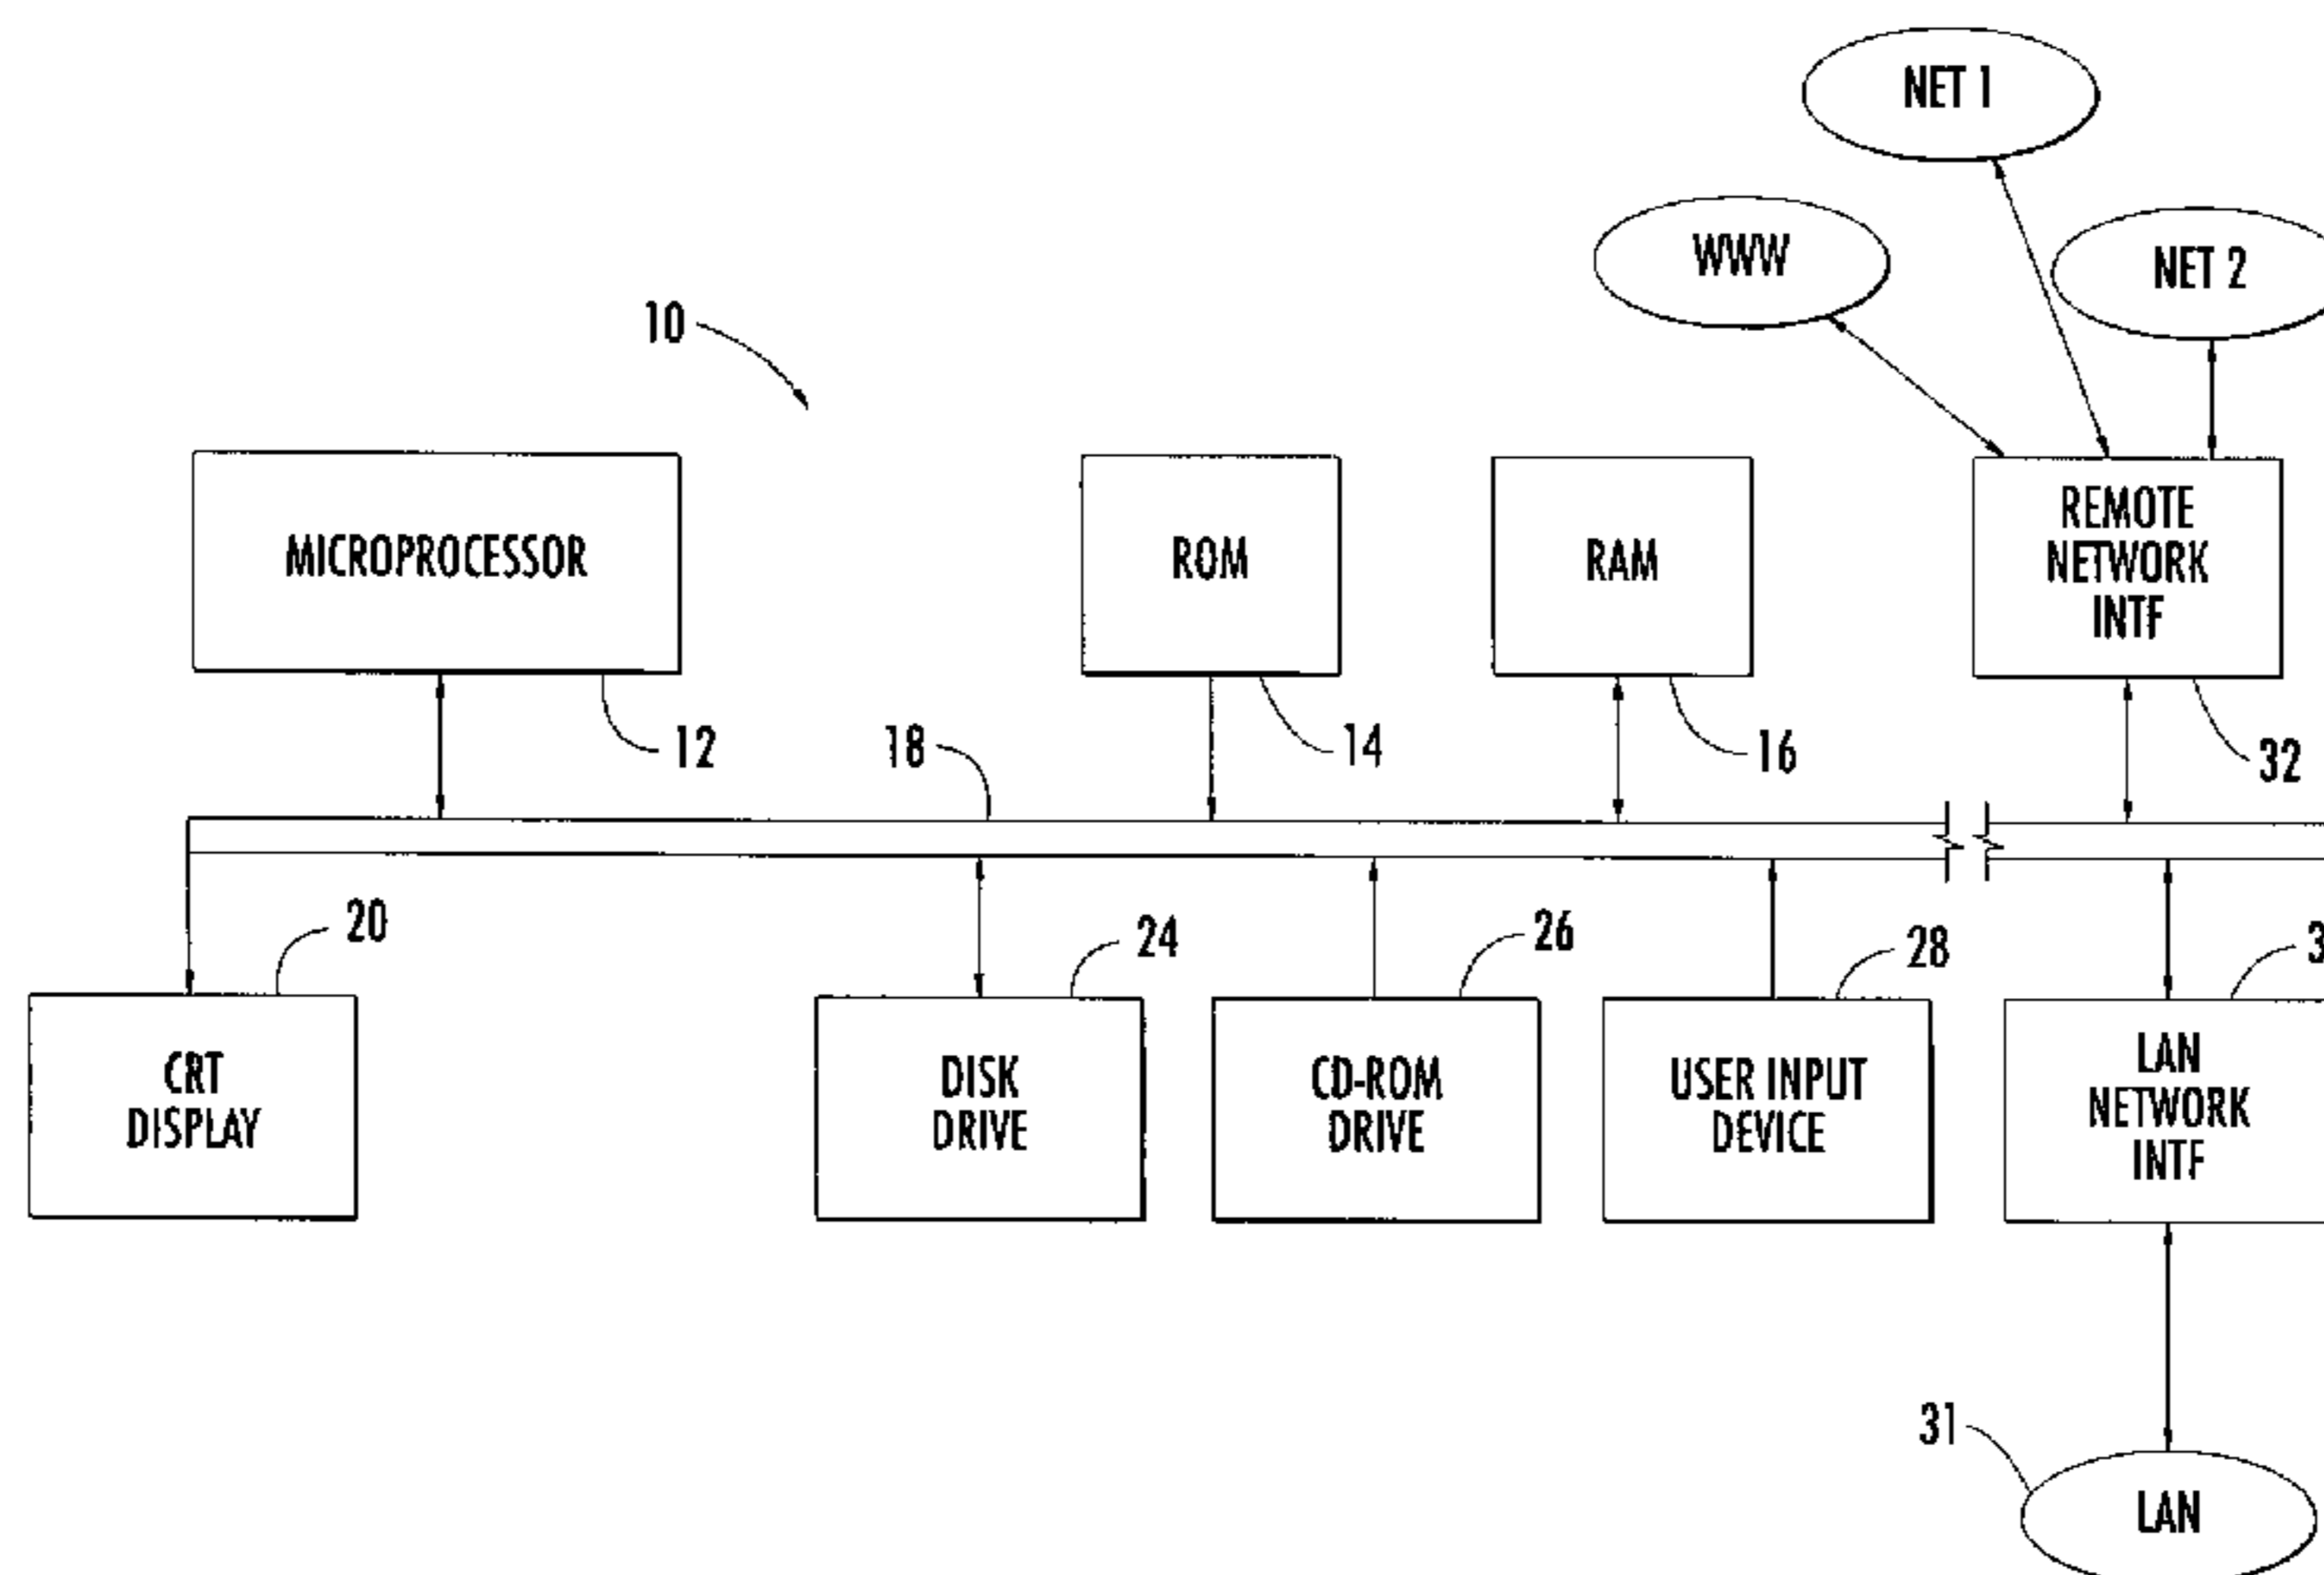 NET 1
WWW
NET 2
10
MICROPROCESSOR
ROM
RAM
REMOTE
NETWORK
INTF
12
18
14
16
32
20
24
26
28
CRT
DISPLAY
DISK
DRIVE
CD-ROM
DRIVE
USER INPUT
DEVICE
LAN
NETWORK
INTF
31
LAN